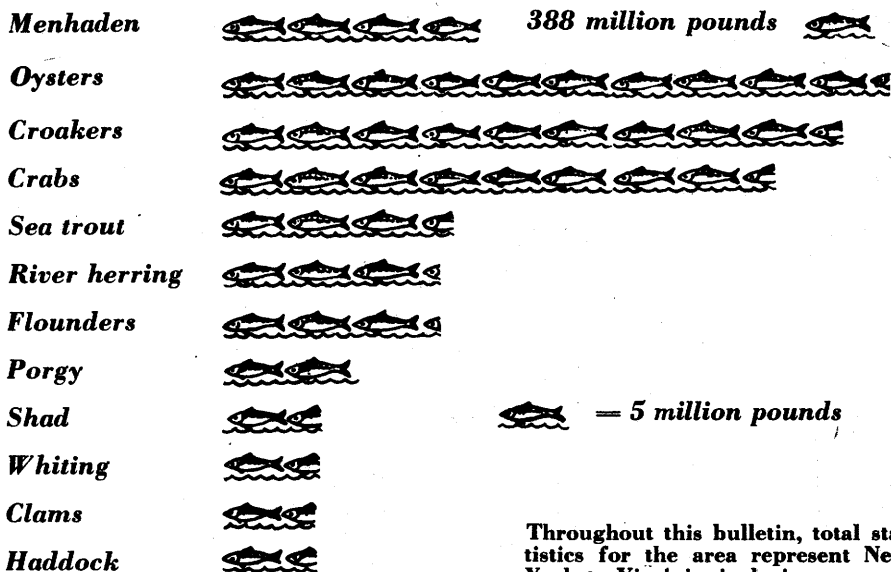 Menhaden 388 million pounds
Oysters
Croakers
Crabs
Sea trout
River herring
Flounders
Porgy
Shad = 5 million pounds
Whiting
Clams
Haddock
Throughout this bulletin, total sta
tistics for the area represent Ne